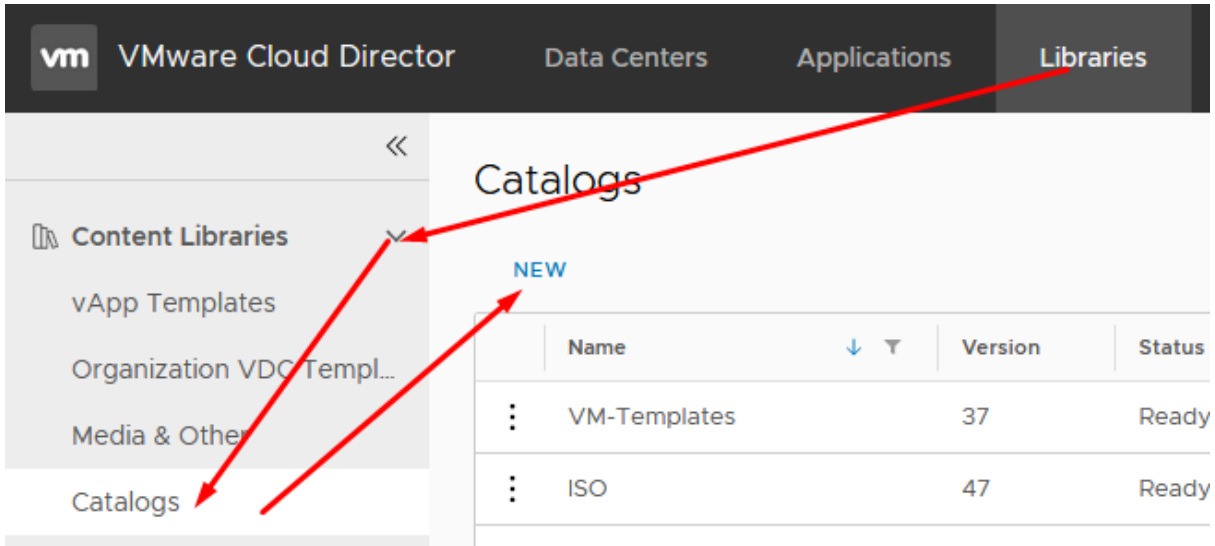 vm VMware Cloud Director Data Centers Applications Libraries
Catalogs
Content Libraries
NEW
vApp Templates
Name Version Status
Organization VDC Templ...
VM-Templates 37 Ready
Media & Other
ISO 47 Ready
Catalogs